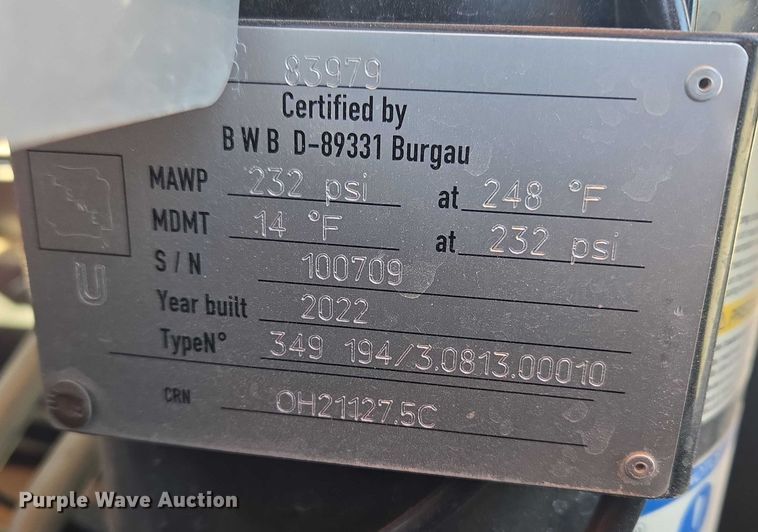 83979
Certified by
B W B D-89331 Burgau
MAWP 232 psi at 248 °F
MDMT 14 °F at 232 psi
S / N 100709
U
Year built 2022
TypeN° 349 194/3.0813.00010
CRN OH21127.5C
Purple Wave Auction